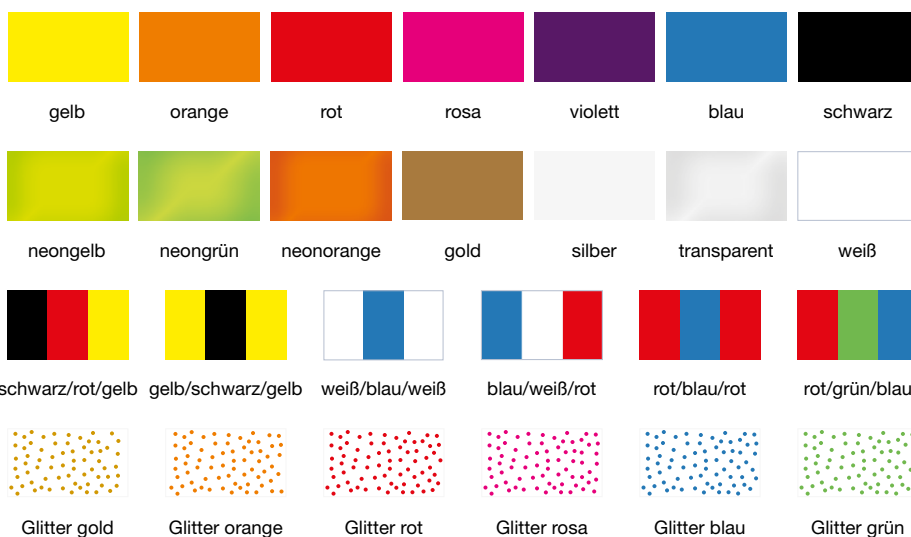 gelb orange rot rosa violett blau schwarz
neongelb neongrün neonorange gold silber transparent weiß
schwarz/rot/gelb gelb/schwarz/gelb weiß/blau/weiß blau/weiß/rot rot/blau/rot rot/grün/blau
Glitter gold Glitter orange Glitter rot Glitter rosa Glitter blau Glitter grün